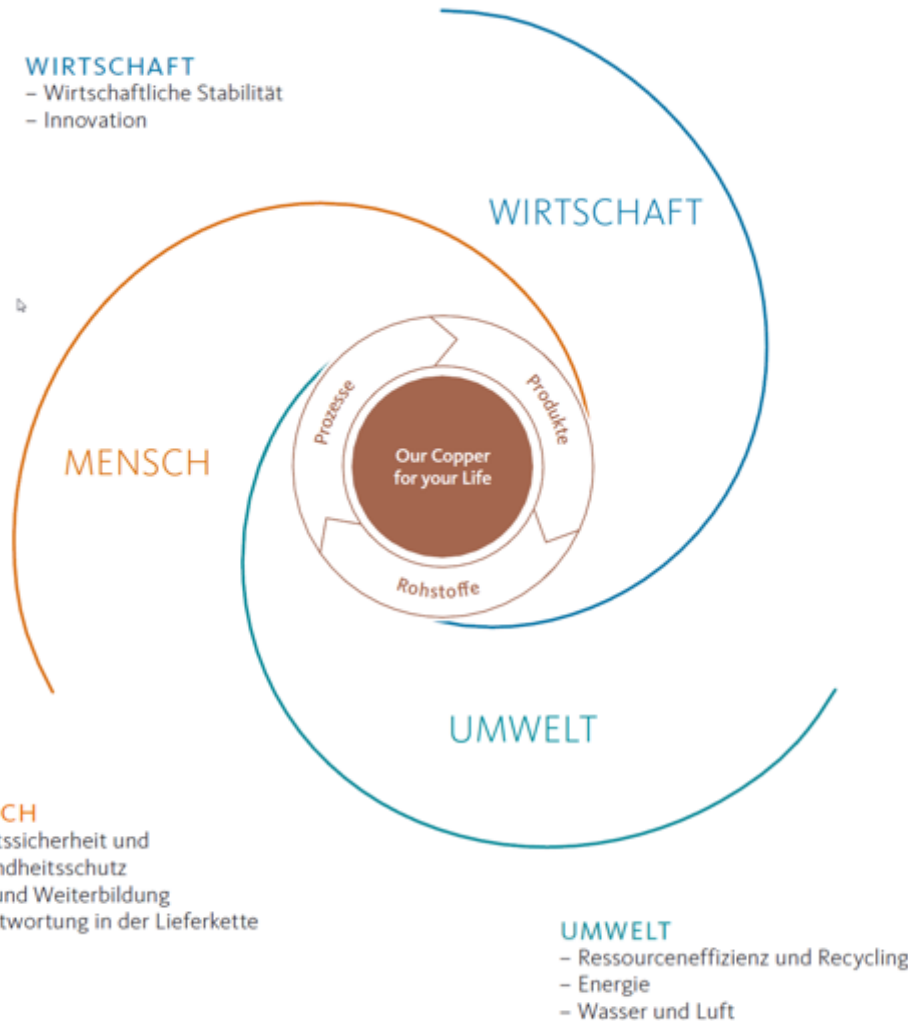 WIRTSCHAFT
– Wirtschaftliche Stabilität
– Innovation
WIRTSCHAFT
MENSCH
Prozesse
Produkte
Our Copper
for your Life
Rohstoffe
UMWELT
CH
tssicherheit und
ndheitsschutz
und Weiterbildung
twortung in der Lieferkette
UMWELT
– Ressourceneffizienz und Recycling
– Energie
– Wasser und Luft